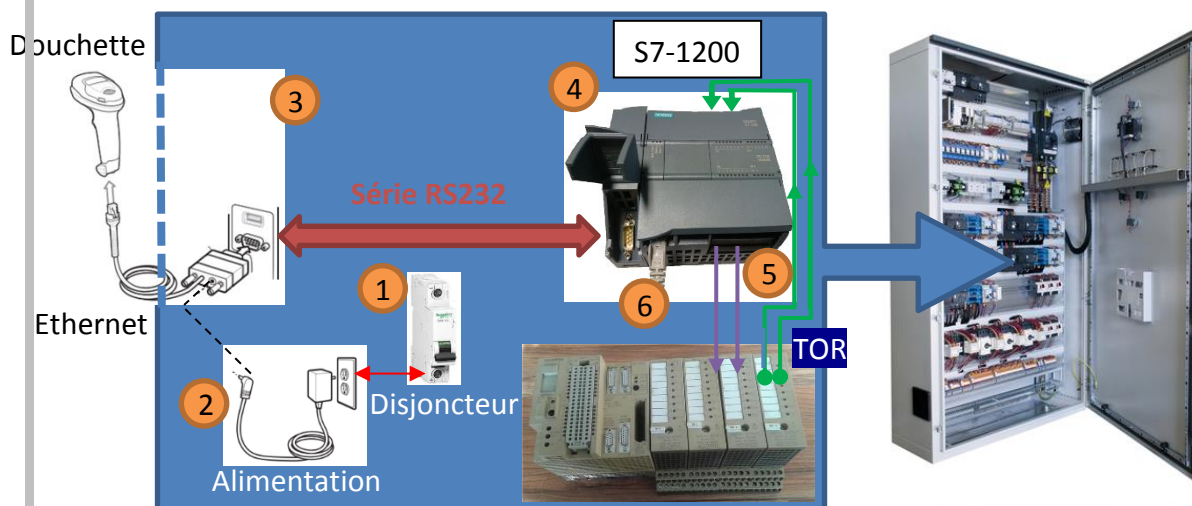 Douchette
S7-1200
3
4
Série RS232
1
5
6
Ethernet
TOR
2
Disjoncteur
Alimentation